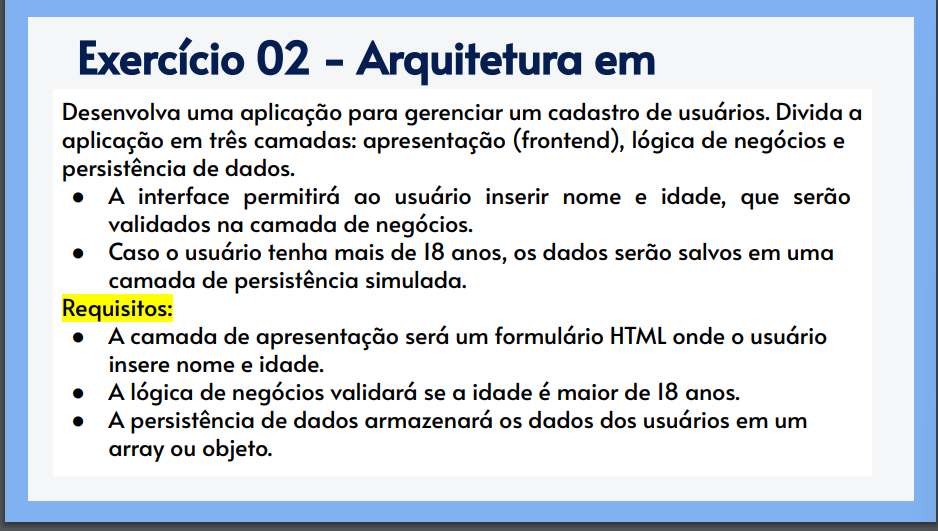 Exercício 02 - Arquitetura em
Desenvolva uma aplicação para gerenciar um cadastro de usuários. Divida a
aplicação em três camadas: apresentação (frontend), lógica de negócios e
persistência de dados.
● A interface permitirá ao usuário inserir nome e idade, que serão
validados na camada de negócios.
● Caso o usuário tenha mais de 18 anos, os dados serão salvos em uma
camada de persistência simulada.
Requisitos:
● A camada de apresentação será um formulário HTML onde o usuário
insere nome e idade.
● A lógica de negócios validará se a idade é maior de 18 anos.
● A persistência de dados armazenará os dados dos usuários em um
array ou objeto.